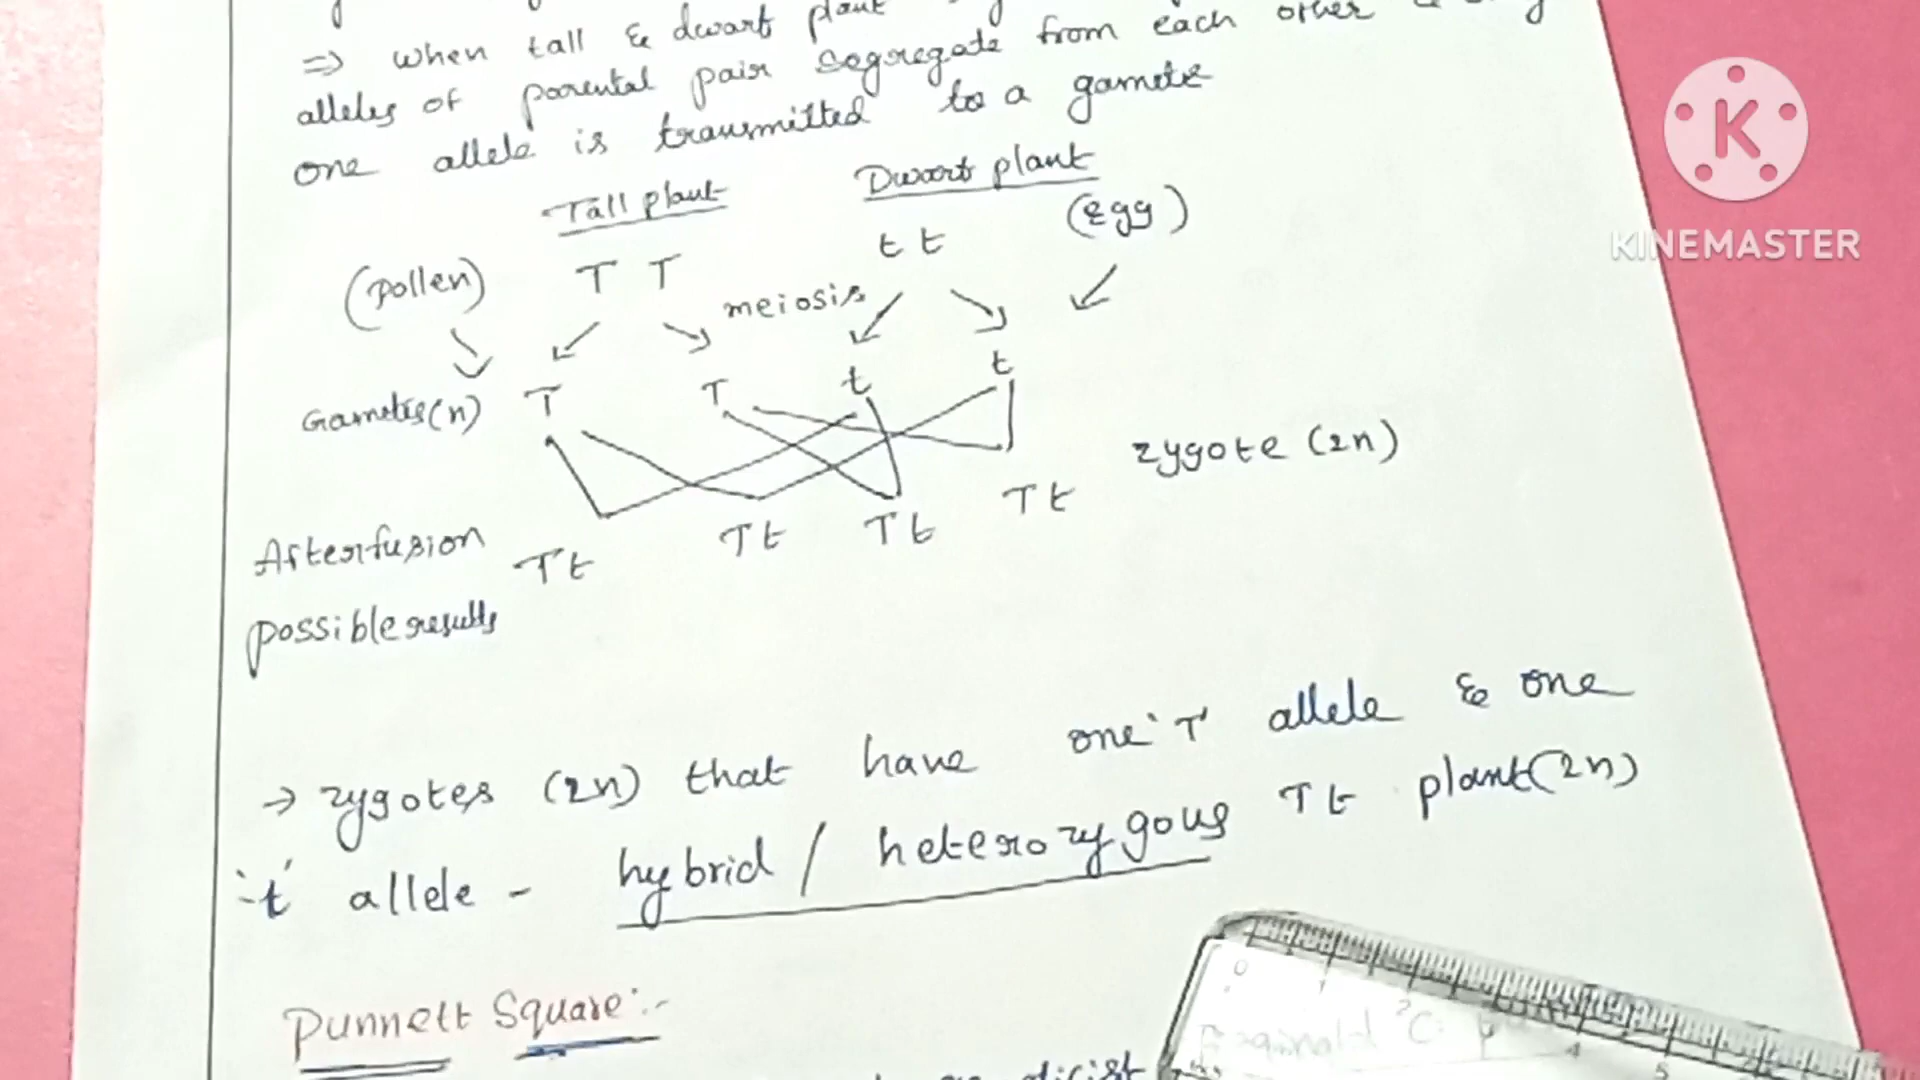 ⇒ when tall & dwarf plant
alleles of parental pair segregate from each other &
one allele is transmitted to a gamete
Tall plant Dwarf plant
(pollen) T T t t (egg)
meiosis
Gametes(n) T T t t
zygote (2n)
After fusion Tt Tt Tt Tt
possible results
→ zygotes (2n) that have one 'T' allele & one
't' allele - hybrid / heterozygous Tt plant(2n)
Punnett Square:-
K
KINEMASTER